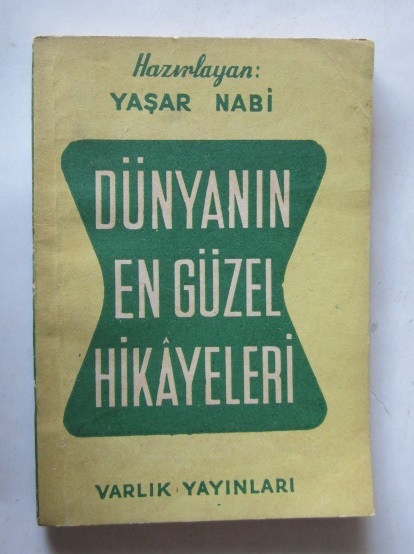 Hazırlayan:
YAŞAR NABİ
DÜNYANIN
EN GÜZEL
HİKÂYELERİ
VARLIK YAYINLARI